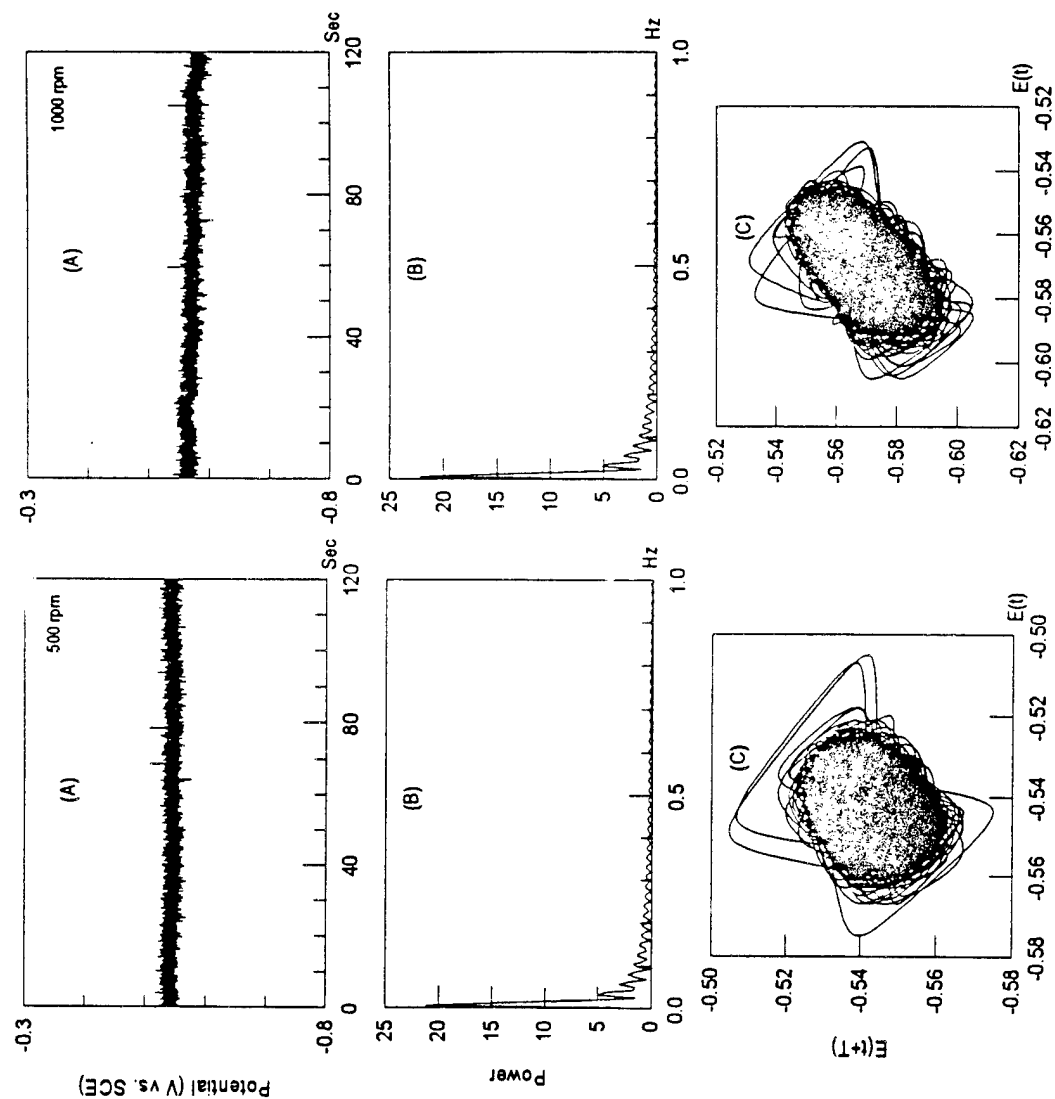 500 rpm
(A)
-0.3
-0.8
Potential (V vs. SCE)
0 40 80 120
Sec
1000 rpm
(A)
-0.3
-0.8
0 40 80 120
Sec
(B)
25
20
15
10
5
0
Power
0.0 0.5 1.0
Hz
(B)
25
20
15
10
5
0
0.0 0.5 1.0
Hz
(C)
-0.50
-0.52
-0.54
-0.56
-0.58
E(t+T)
-0.58 -0.56 -0.54 -0.52 -0.50
E(t)
(C)
-0.52
-0.54
-0.56
-0.58
-0.60
-0.62
-0.62 -0.60 -0.58 -0.56 -0.54 -0.52
E(t)